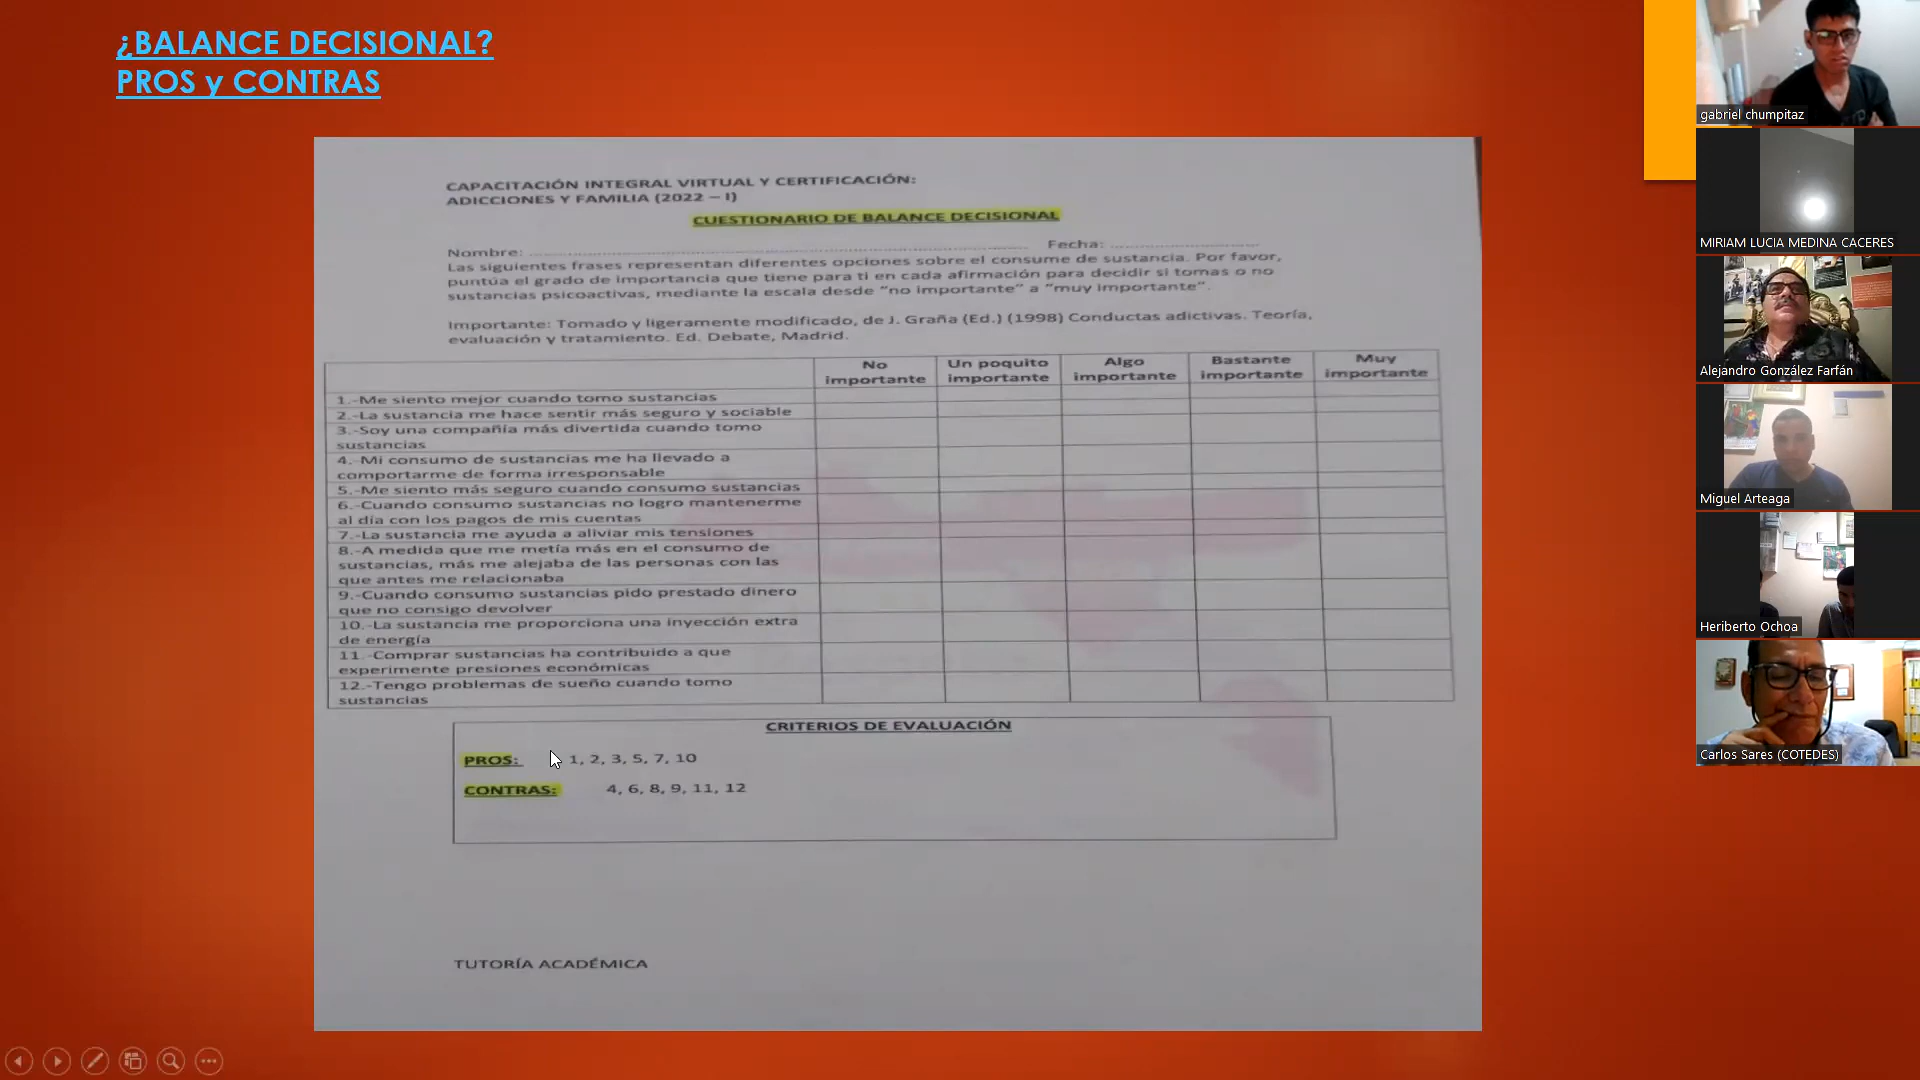 ¿BALANCE DECISIONAL?
PROS y CONTRAS
CAPACITACIÓN INTEGRAL VIRTUAL Y CERTIFICACIÓN:
ADICCIONES Y FAMILIA (2022 – I)
CUESTIONARIO DE BALANCE DECISIONAL
Nombre: ........................ Fecha: ........................
Las siguientes frases representan diferentes opciones sobre el consume de sustancia. Por favor,
puntúa el grado de importancia que tiene para ti en cada afirmación para decidir si tomas o no
sustancias psicoactivas, mediante la escala desde “no importante” a “muy importante”.
Importante: Tomado y ligeramente modificado, de J. Graña (Ed.) (1998) Conductas adictivas. Teoría,
evaluación y tratamiento. Ed. Debate, Madrid.
No importante
Un poquito importante
Algo importante
Bastante importante
Muy importante
1.-Me siento mejor cuando tomo sustancias
2.-La sustancia me hace sentir más seguro y sociable
3.-Soy una compañía más divertida cuando tomo
sustancias
4.-Mi consumo de sustancias me ha llevado a
comportarme de forma irresponsable
5.-Me siento más seguro cuando consumo sustancias
6.-Cuando consumo sustancias no logro mantenerme
al día con los pagos de mis cuentas
7.-La sustancia me ayuda a aliviar mis tensiones
8.-A medida que me metía más en el consumo de
sustancias, más me alejaba de las personas con las
que antes me relacionaba
9.-Cuando consumo sustancias pido prestado dinero
que no consigo devolver
10.-La sustancia me proporciona una inyección extra
de energía
11.-Comprar sustancias ha contribuido a que
experimente presiones económicas
12.-Tengo problemas de sueño cuando tomo
sustancias
CRITERIOS DE EVALUACIÓN
PROS: 1, 2, 3, 5, 7, 10
CONTRAS: 4, 6, 8, 9, 11, 12
TUTORÍA ACADÉMICA
gabriel chumpitaz
MIRIAM LUCIA MEDINA CACERES
Alejandro González Farfán
Miguel Arteaga
Heriberto Ochoa
Carlos Sares (COTEDES)